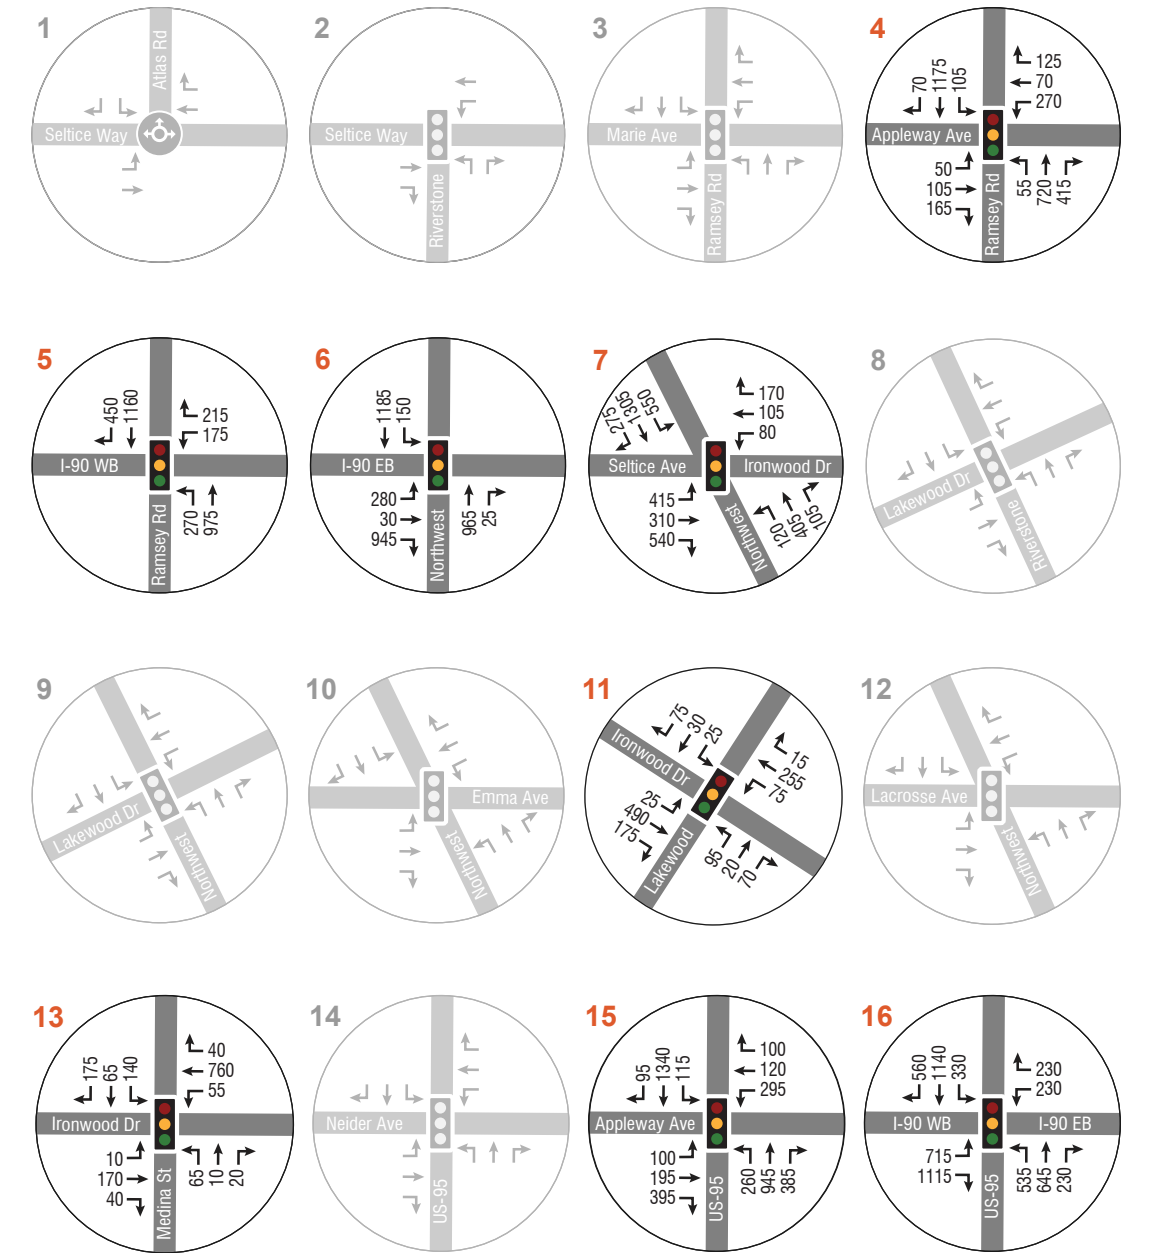 1
Atlas Rd
Seltice Way
2
Seltice Way
Riverstone
3
Marie Ave
Ramsey Rd
4
70
1175
105
125
70
270
Appleway Ave
50
105
165
Ramsey Rd
55
720
415
5
450
1160
215
175
I-90 WB
Ramsey Rd
270
975
6
1185
150
I-90 EB
280
30
945
Northwest
965
25
7
275
1305
550
170
105
80
Seltice Ave
Ironwood Dr
415
310
540
Northwest
120
405
105
8
Lakewood Dr
Riverstone
9
Lakewood Dr
Northwest
10
Emma Ave
Northwest
11
75
30
25
Ironwood Dr
15
255
75
25
490
175
Lakewood
95
20
70
12
Lacrosse Ave
Northwest
13
175
65
140
40
760
55
Ironwood Dr
10
170
40
Medina St
65
10
20
14
Neider Ave
US-95
15
95
1340
115
100
120
295
Appleway Ave
100
195
395
US-95
260
945
385
16
560
1140
330
230
230
I-90 WB
I-90 EB
715
1115
US-95
535
645
230